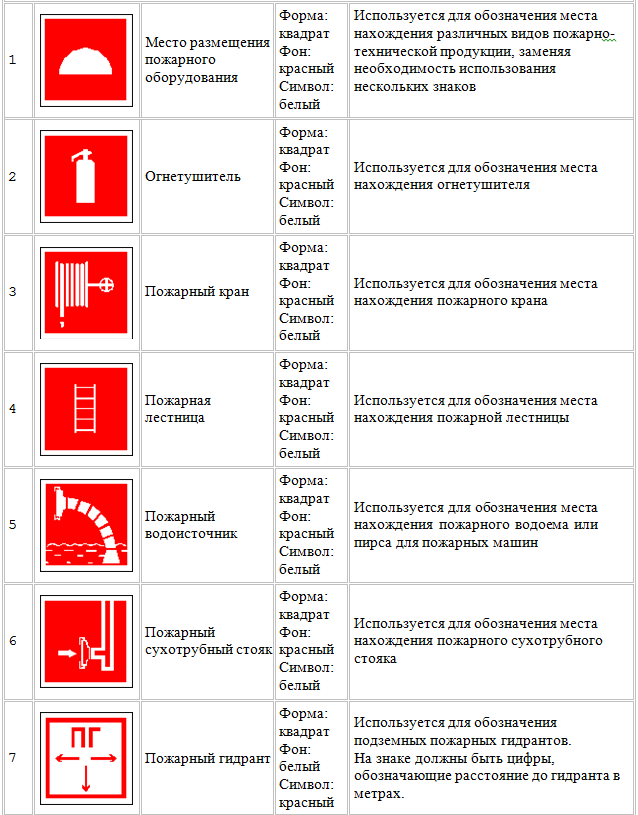 1
Место размещения
пожарного
оборудования
Форма:
квадрат
Фон:
красный
Символ:
белый
Используется для обозначения места
нахождения различных видов пожарно-
технической продукции, заменяя
необходимость использования
нескольких знаков
2
Огнетушитель
Форма:
квадрат
Фон:
красный
Символ:
белый
Используется для обозначения места
нахождения огнетушителя
3
Пожарный кран
Форма:
квадрат
Фон:
красный
Символ:
белый
Используется для обозначения места
нахождения пожарного крана
4
Пожарная
лестница
Форма:
квадрат
Фон:
красный
Символ:
белый
Используется для обозначения места
нахождения пожарной лестницы
5
Пожарный
водоисточник
Форма:
квадрат
Фон:
красный
Символ:
белый
Используется для обозначения места
нахождения пожарного водоема или
пирса для пожарных машин
6
Пожарный
сухотрубный стояк
Форма:
квадрат
Фон:
красный
Символ:
белый
Используется для обозначения места
нахождения пожарного сухотрубного
стояка
7
ПГ
Пожарный гидрант
Форма:
квадрат
Фон:
белый
Символ:
красный
Используется для обозначения
подземных пожарных гидрантов.
На знаке должны быть цифры,
обозначающие расстояние до гидранта в
метрах.